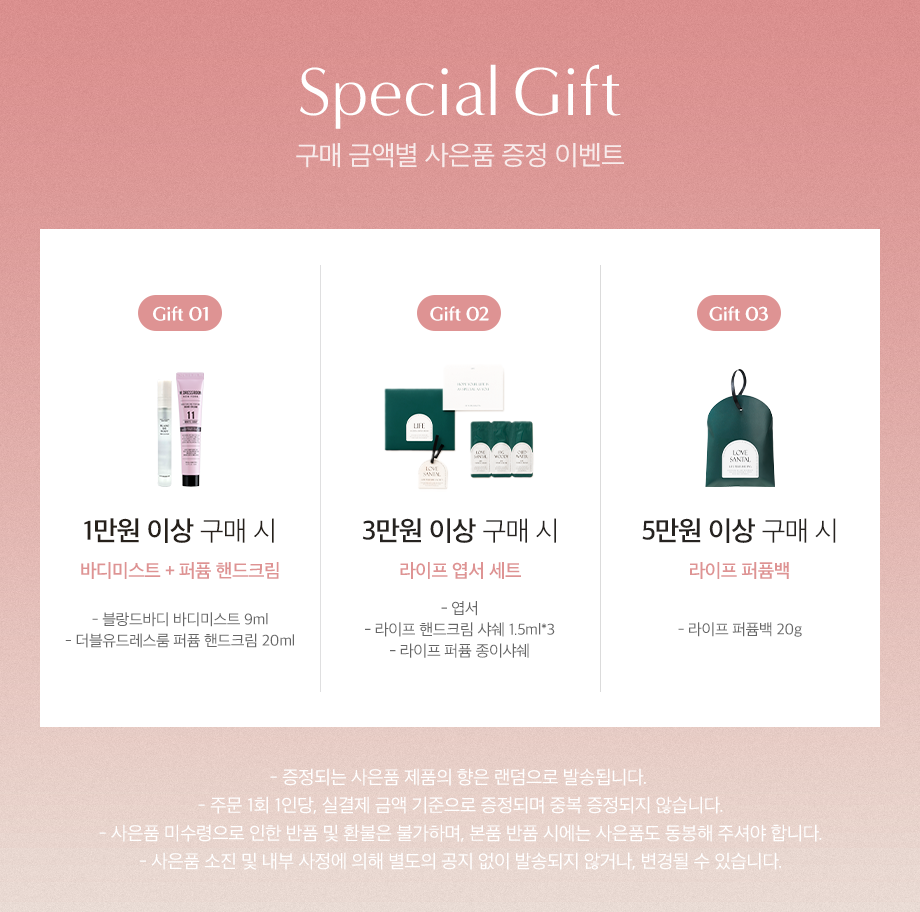 Special Gift
구매 금액별 사은품 증정 이벤트
Gift 01
W.DRESSROOM
11
1만원 이상 구매 시
바디미스트 + 퍼퓸 핸드크림
- 블랑드바디 바디미스트 9ml
- 더블유드레스룸 퍼퓸 핸드크림 20ml
Gift 02
LIFE
LOVE
SANTAL
LOVE
SANTAL
3만원 이상 구매 시
라이프 엽서 세트
- 엽서
- 라이프 핸드크림 샤쉐 1.5ml*3
- 라이프 퍼퓸 종이샤쉐
Gift 03
LOVE
SANTAL
5만원 이상 구매 시
라이프 퍼퓸백
- 라이프 퍼퓸백 20g
- 증정되는 사은품 제품의 향은 랜덤으로 발송됩니다.
- 주문 1회 1인당, 실결제 금액 기준으로 증정되며 중복 증정되지 않습니다.
- 사은품 미수령으로 인한 반품 및 환불은 불가하며, 본품 반품 시에는 사은품도 동봉해 주셔야 합니다.
- 사은품 소진 및 내부 사정에 의해 별도의 공지 없이 발송되지 않거나, 변경될 수 있습니다.